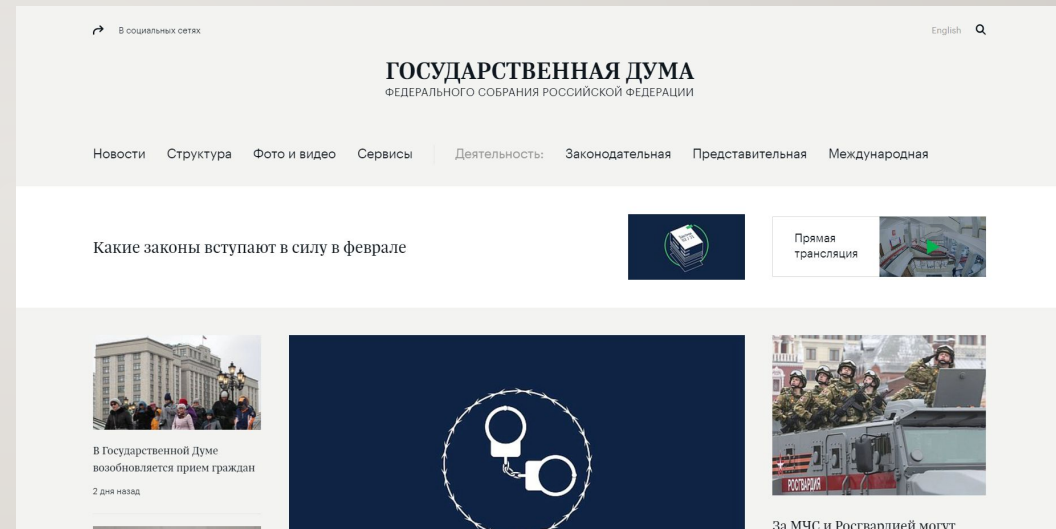 В социальных сетях
English
ГОСУДАРСТВЕННАЯ ДУМА
ФЕДЕРАЛЬНОГО СОБРАНИЯ РОССИЙСКОЙ ФЕДЕРАЦИИ
Новости Структура Фото и видео Сервисы Деятельность: Законодательная Представительная Международная
Какие законы вступают в силу в феврале
Прямая
трансляция
В Государственной Думе
возобновляется прием граждан
2 дня назад
РОСГВАРДИЯ
За МЧС и Росгвардией могут